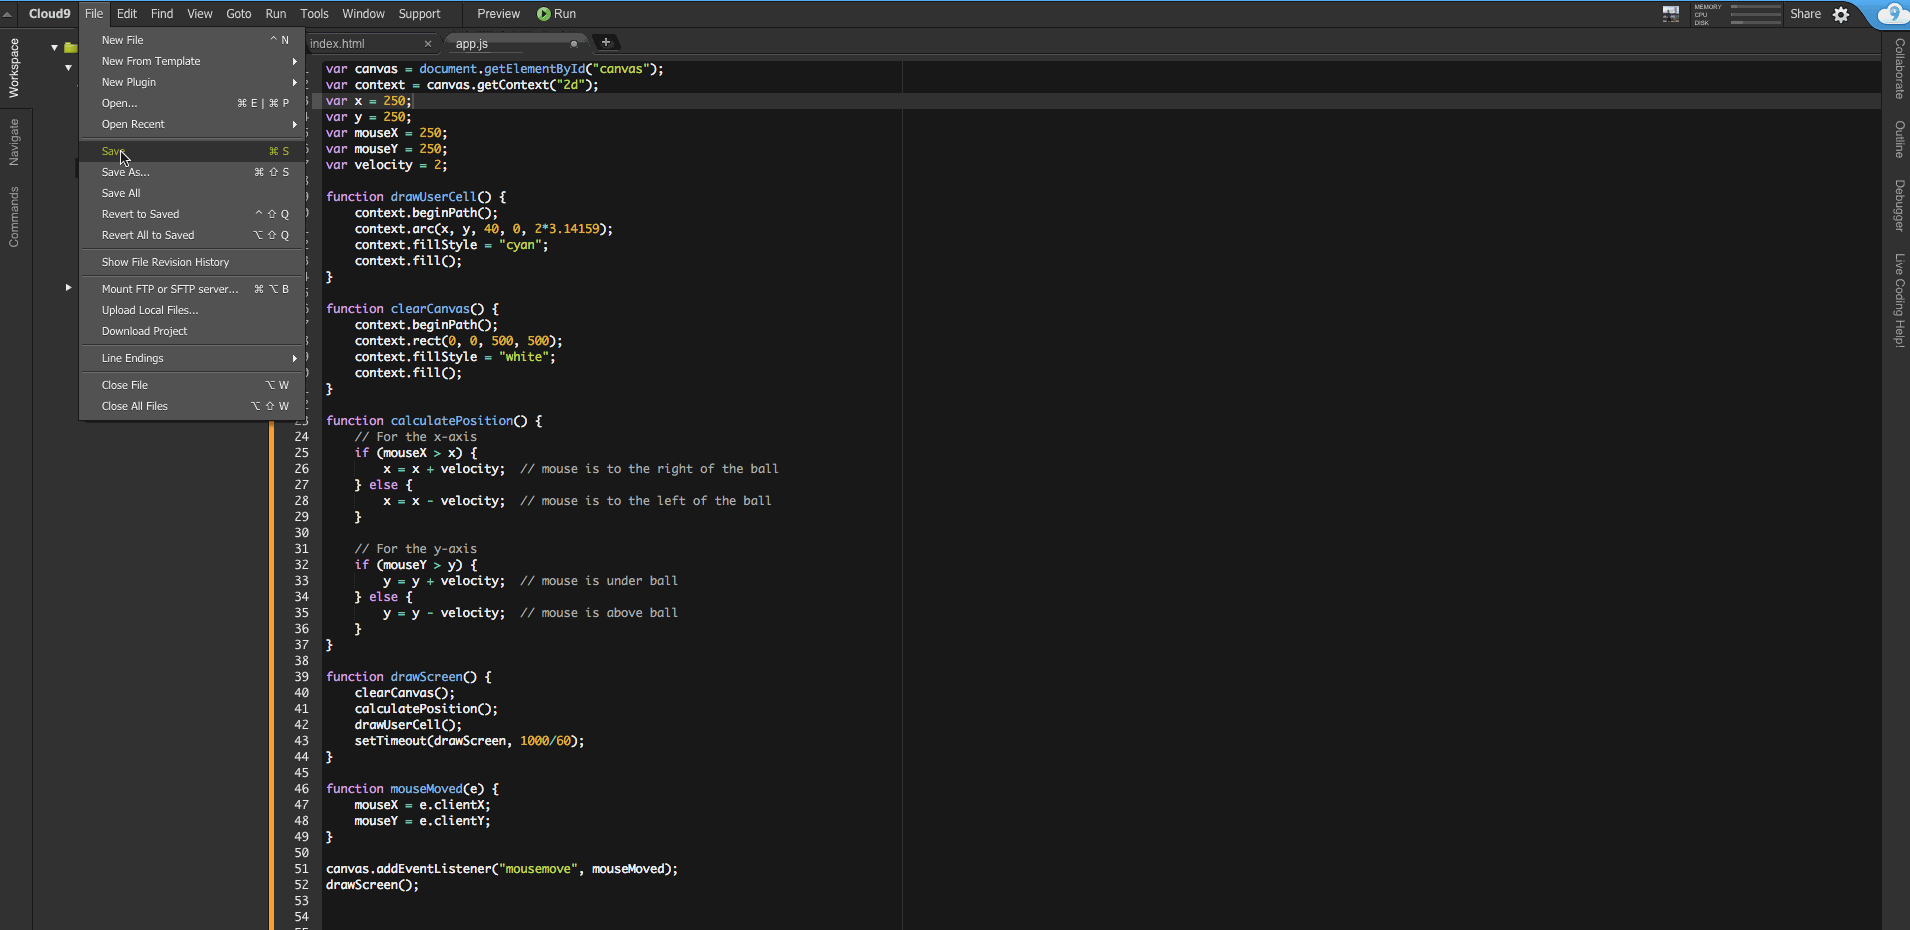 Cloud9 File Edit Find View Goto Run Tools Window Support Preview Run
MEMORY
CPU
DISK
Share
Workspace
Navigate
Commands
New File ^ N
New From Template
New Plugin
Open... ⌘ E | ⌘ P
Open Recent
Save ⌘ S
Save As... ⌘ ⇧ S
Save All
Revert to Saved ^ ⇧ Q
Revert All to Saved ⌥ ⇧ Q
Show File Revision History
Mount FTP or SFTP server... ⌘ ⌥ B
Upload Local Files...
Download Project
Line Endings
Close File ⌥ W
Close All Files ⌥ ⇧ W
index.html × app.js
var canvas = document.getElementById("canvas");
var context = canvas.getContext("2d");
var x = 250;
var y = 250;
var mouseX = 250;
var mouseY = 250;
var velocity = 2;
function drawUserCell() {
context.beginPath();
context.arc(x, y, 40, 0, 2*3.14159);
context.fillStyle = "cyan";
context.fill();
}
function clearCanvas() {
context.beginPath();
context.rect(0, 0, 500, 500);
context.fillStyle = "white";
context.fill();
}
23 function calculatePosition() {
24 // For the x-axis
25 if (mouseX > x) {
26 x = x + velocity; // mouse is to the right of the ball
27 } else {
28 x = x - velocity; // mouse is to the left of the ball
29 }
30
31 // For the y-axis
32 if (mouseY > y) {
33 y = y + velocity; // mouse is under ball
34 } else {
35 y = y - velocity; // mouse is above ball
36 }
37 }
38
39 function drawScreen() {
40 clearCanvas();
41 calculatePosition();
42 drawUserCell();
43 setTimeout(drawScreen, 1000/60);
44 }
45
46 function mouseMoved(e) {
47 mouseX = e.clientX;
48 mouseY = e.clientY;
49 }
50
51 canvas.addEventListener("mousemove", mouseMoved);
52 drawScreen();
53
54
Collaborate
Outline
Debugger
Live Coding Help!